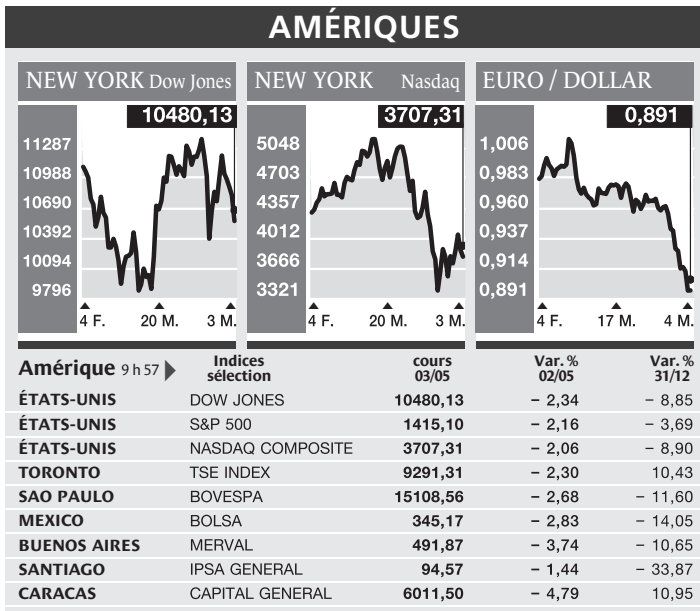 AMÉRIQUES
NEW YORK Dow Jones
10480,13
11287
10988
10690
10392
10094
9796
4 F. 20 M. 3 M.
NEW YORK Nasdaq
3707,31
5048
4703
4357
4012
3666
3321
4 F. 20 M. 3 M.
EURO / DOLLAR
0,891
1,006
0,983
0,960
0,937
0,914
0,891
4 F. 17 M. 4 M.
Amérique 9 h 57 Indices sélection cours 03/05 Var. % 02/05 Var. % 31/12
ÉTATS-UNIS DOW JONES 10480,13 – 2,34 – 8,85
ÉTATS-UNIS S&P 500 1415,10 – 2,16 – 3,69
ÉTATS-UNIS NASDAQ COMPOSITE 3707,31 – 2,06 – 8,90
TORONTO TSE INDEX 9291,31 – 2,30 10,43
SAO PAULO BOVESPA 15108,56 – 2,68 – 11,60
MEXICO BOLSA 345,17 – 2,83 – 14,05
BUENOS AIRES MERVAL 491,87 – 3,74 – 10,65
SANTIAGO IPSA GENERAL 94,57 – 1,44 – 33,87
CARACAS CAPITAL GENERAL 6011,50 – 4,79 10,95